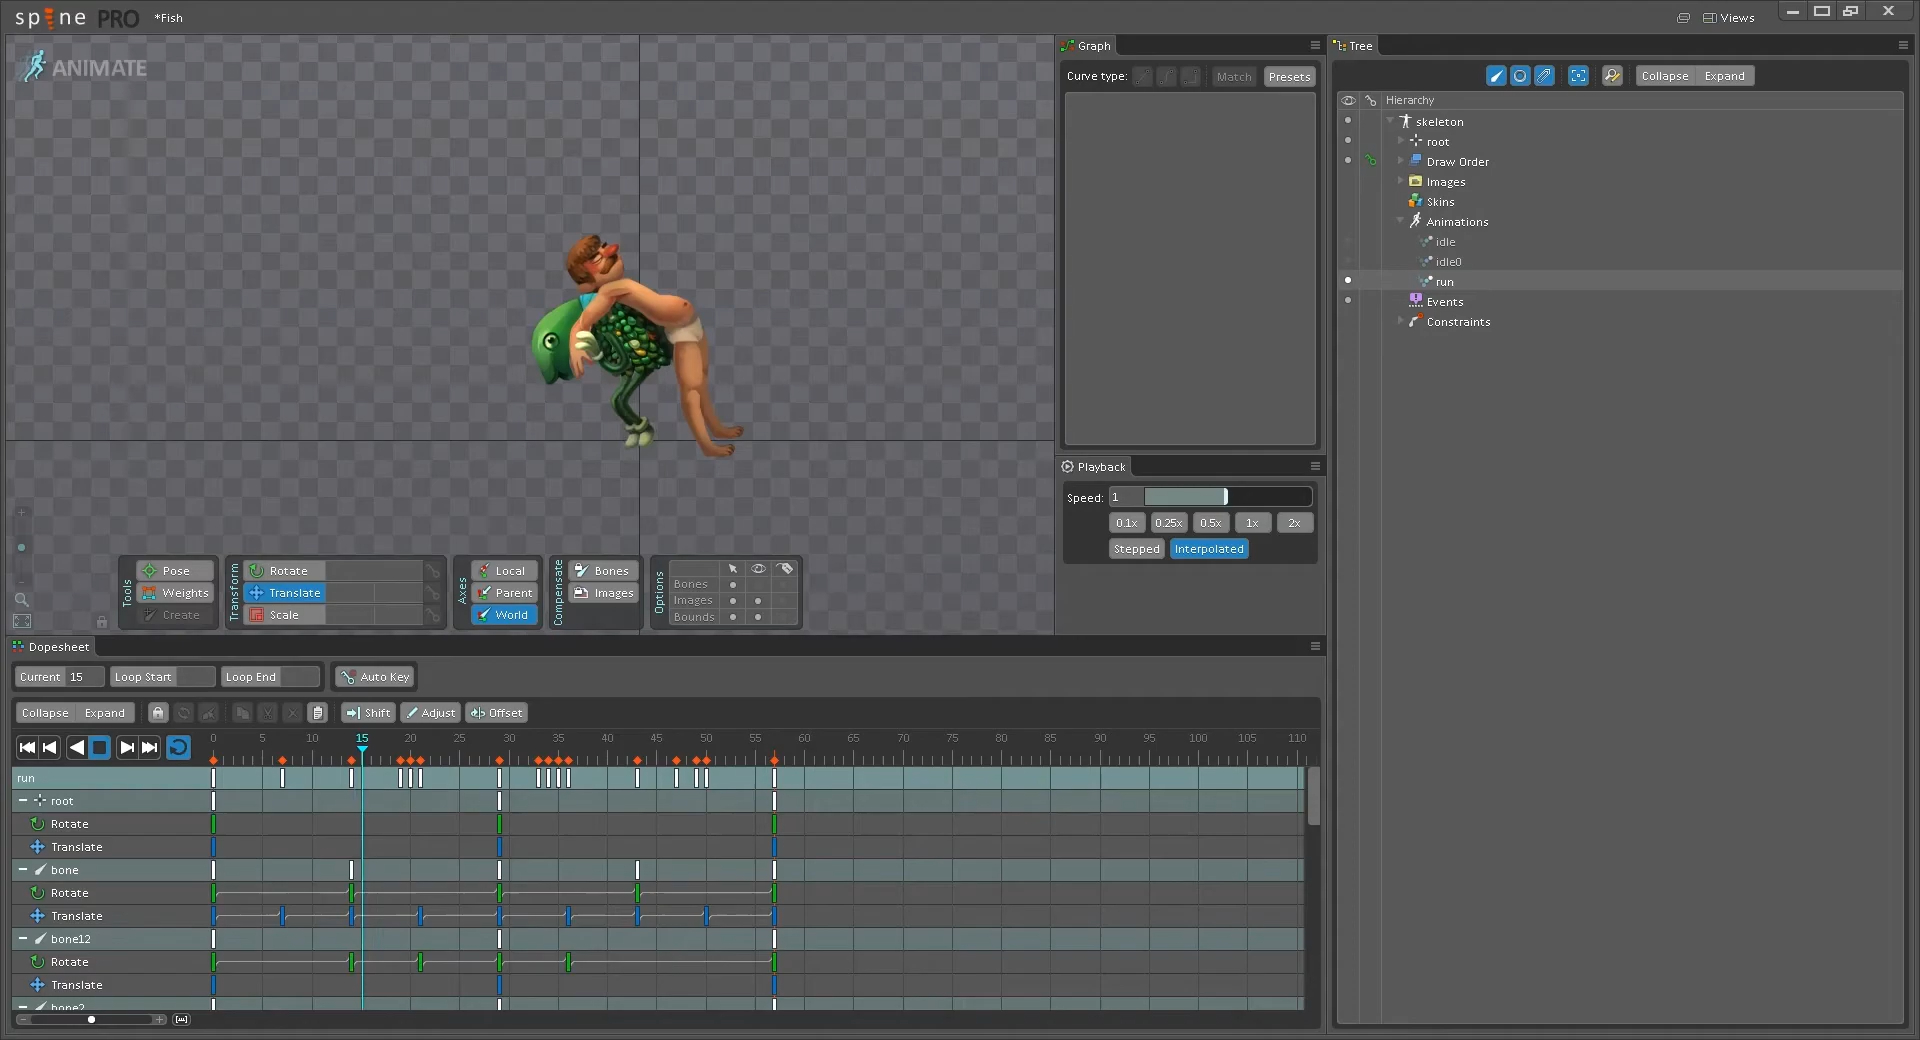 spine PRO *Fish
Views
ANIMATE
Graph
Curve type: Match Presets
Playback
Speed: 1
0.1x 0.25x 0.5x 1x 2x
Stepped Interpolated
Tree
Collapse Expand
Hierarchy
skeleton
root
Draw Order
Images
Skins
Animations
idle
idle0
run
Events
Constraints
Tools
Pose
Weights
Create
Transform
Rotate
Translate
Scale
Axes
Local
Parent
World
Compensate
Bones
Images
Options
Bones
Images
Bounds
Dopesheet
Current 15 Loop Start Loop End Auto Key
Collapse Expand Shift Adjust Offset
0 5 10 15 20 25 30 35 40 45 50 55 60 65 70 75 80 85 90 95 100 105 110
run
root
Rotate
Translate
bone
Rotate
Translate
bone12
Rotate
Translate
bone2